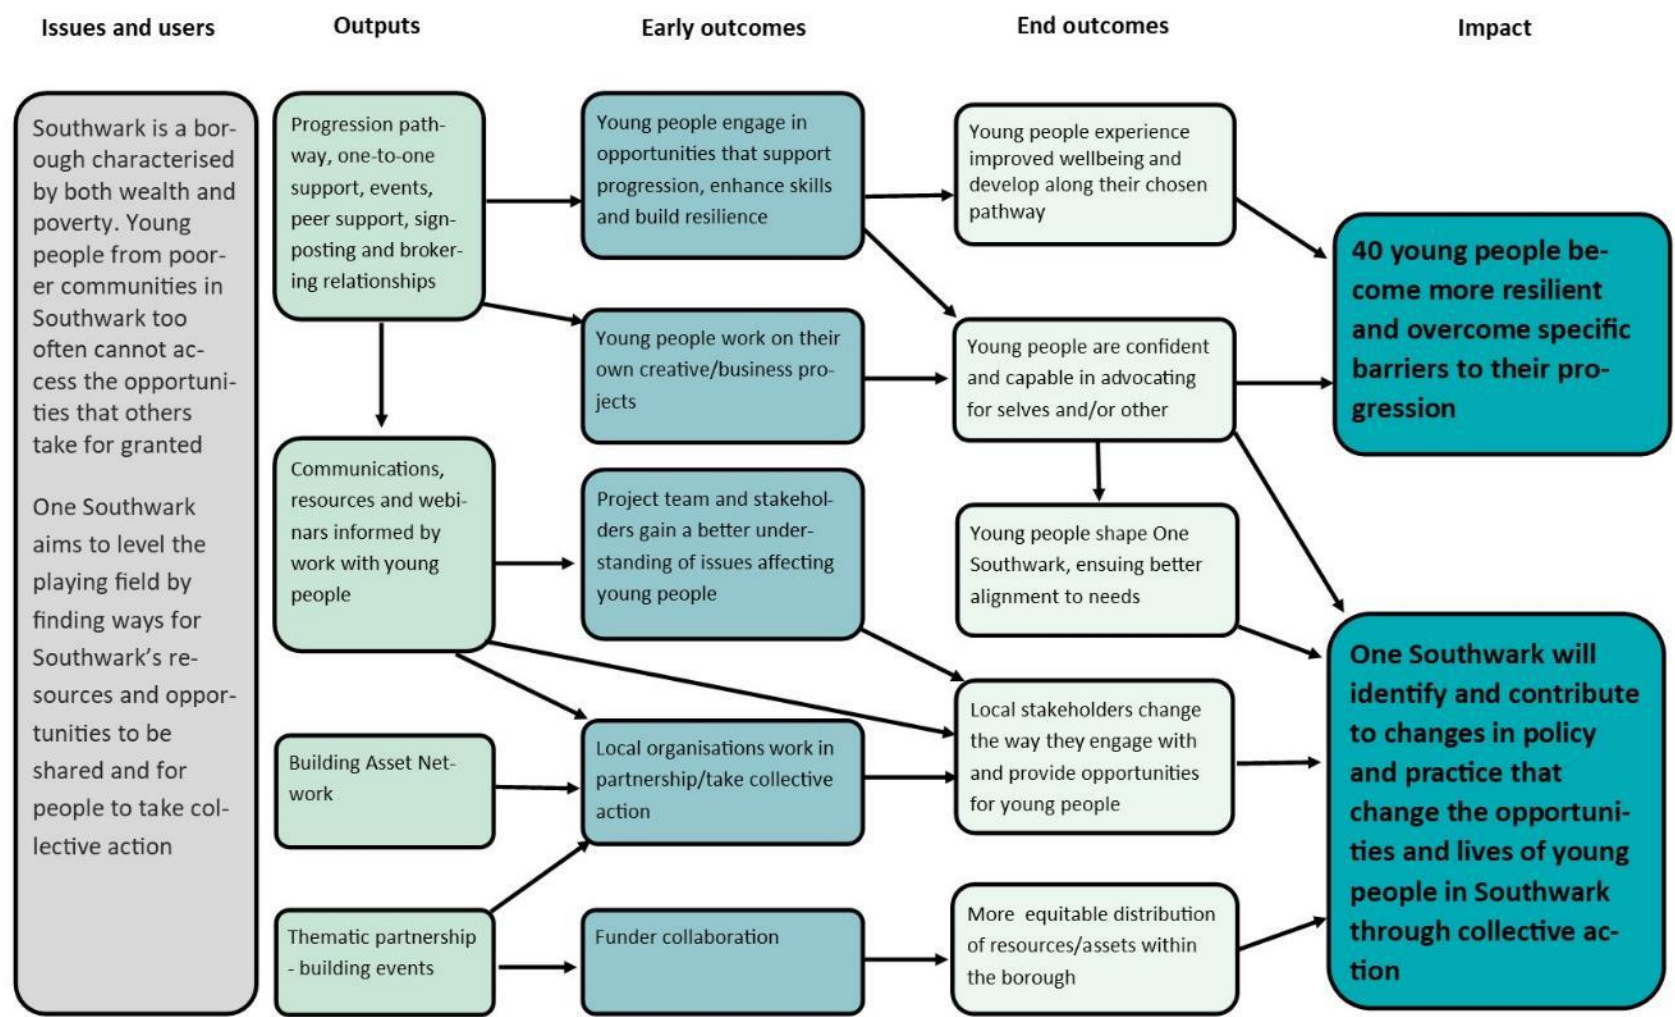 Issues and users
Outputs
Early outcomes
End outcomes
Impact
Southwark is a bor-
ough characterised
by both wealth and
poverty. Young
people from poor-
er communities in
Southwark too
often cannot ac-
cess the opportuni-
ties that others
take for granted
One Southwark
aims to level the
playing field by
finding ways for
Southwark’s re-
sources and oppor-
tunities to be
shared and for
people to take col-
lective action
Progression path-
way, one-to-one
support, events,
peer support, sign-
posting and broker-
ing relationships
Communications,
resources and webi-
nars informed by
work with young
people
Building Asset Net-
work
Thematic partnership
- building events
Young people engage in
opportunities that support
progression, enhance skills
and build resilience
Young people work on their
own creative/business pro-
jects
Project team and stakehol-
ders gain a better under-
standing of issues affecting
young people
Local organisations work in
partnership/take collective
action
Funder collaboration
Young people experience
improved wellbeing and
develop along their chosen
pathway
Young people are confident
and capable in advocating
for selves and/or other
Young people shape One
Southwark, ensuing better
alignment to needs
Local stakeholders change
the way they engage with
and provide opportunities
for young people
More equitable distribution
of resources/assets within
the borough
40 young people be-
come more resilient
and overcome specific
barriers to their pro-
gression
One Southwark will
identify and contribute
to changes in policy
and practice that
change the opportuni-
ties and lives of young
people in Southwark
through collective ac-
tion